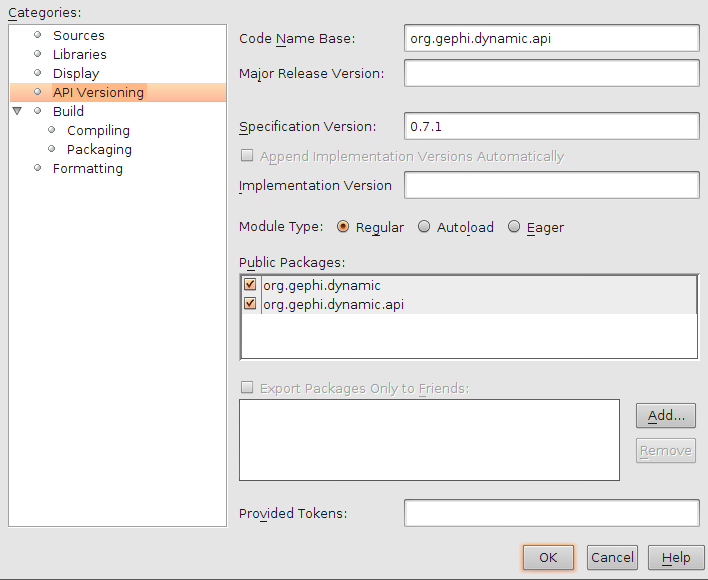 Categories:
Sources
Libraries
Display
API Versioning
Build
Compiling
Packaging
Formatting
Code Name Base: org.gephi.dynamic.api
Major Release Version:
Specification Version: 0.7.1
Append Implementation Versions Automatically
Implementation Version
Module Type: Regular Autoload Eager
Public Packages:
org.gephi.dynamic
org.gephi.dynamic.api
Export Packages Only to Friends:
Add...
Remove
Provided Tokens:
OK Cancel Help